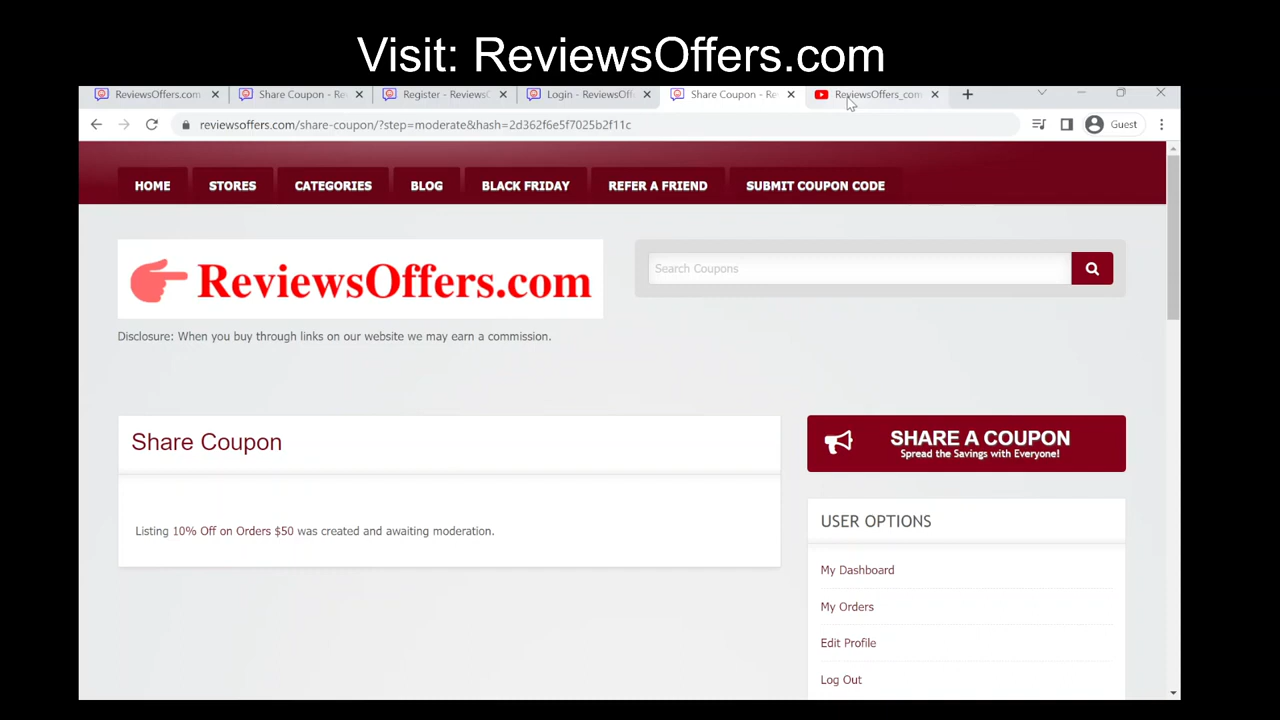 Visit: ReviewsOffers.com
ReviewsOffers.com
Share Coupon - Re
Register - ReviewsO
Login - ReviewsOff
Share Coupon - Re
ReviewsOffers_com
reviewsoffers.com/share-coupon/?step=moderate&hash=2d362f6e5f7025b2f11c
Guest
HOME STORES CATEGORIES BLOG BLACK FRIDAY REFER A FRIEND SUBMIT COUPON CODE
ReviewsOffers.com
Search Coupons
Disclosure: When you buy through links on our website we may earn a commission.
Share Coupon
Listing 10% Off on Orders $50 was created and awaiting moderation.
SHARE A COUPON
Spread the Savings with Everyone!
USER OPTIONS
My Dashboard
My Orders
Edit Profile
Log Out